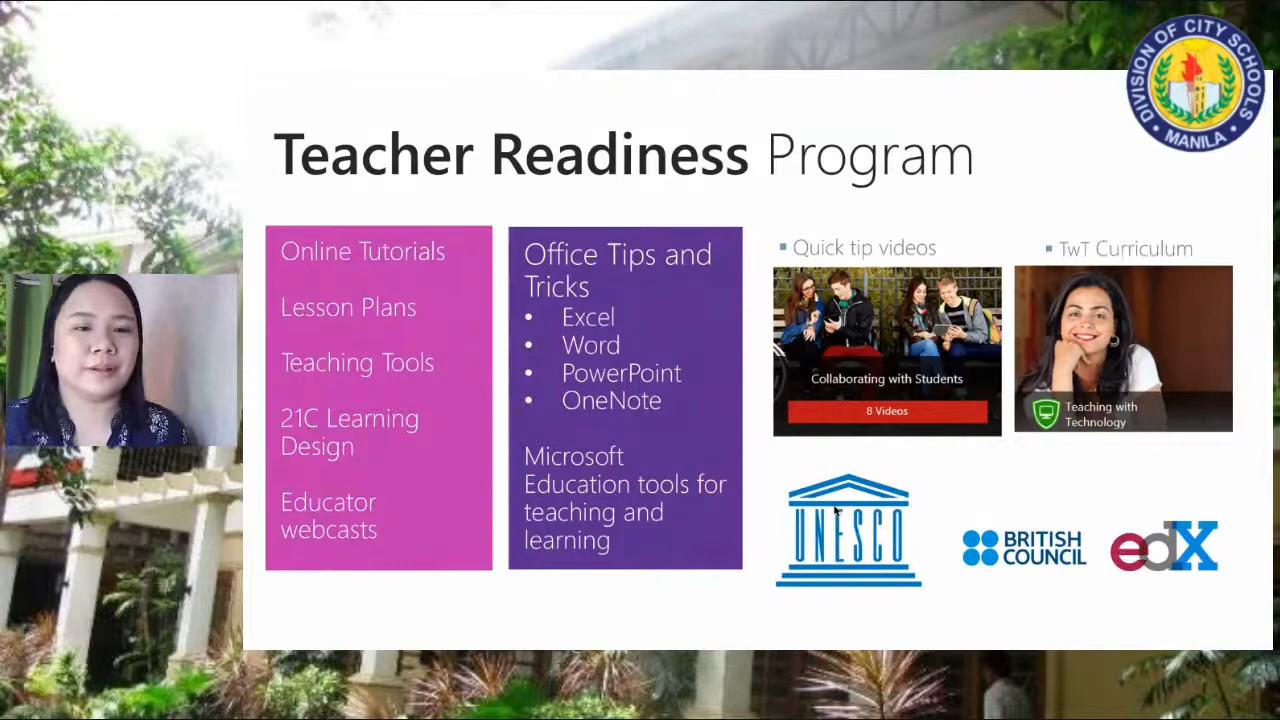 DIVISION OF CITY SCHOOLS
MANILA
Teacher Readiness Program
Online Tutorials
Lesson Plans
Teaching Tools
21C Learning
Design
Educator
webcasts
Office Tips and
Tricks
• Excel
• Word
• PowerPoint
• OneNote
Microsoft
Education tools for
teaching and
learning
▪ Quick tip videos
Collaborating with Students
8 Videos
▪ TwT Curriculum
Teaching with
Technology
UNESCO
BRITISH
COUNCIL
edX